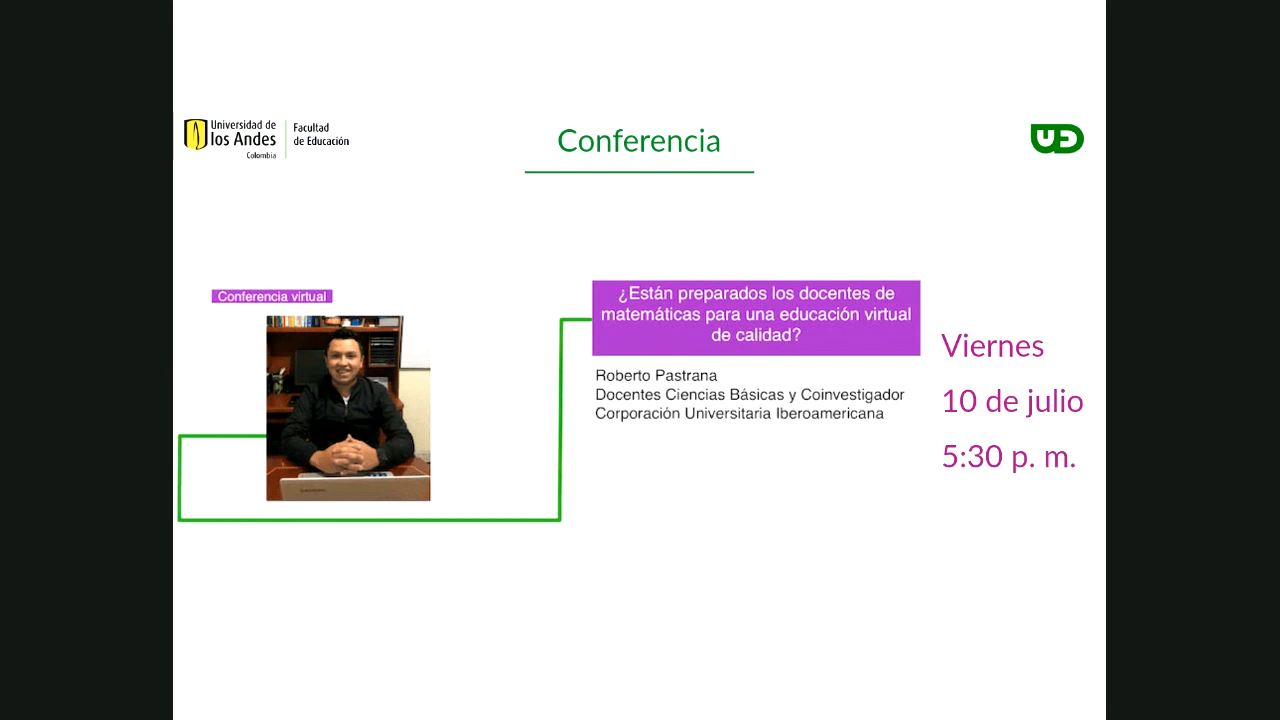 Universidad de
los Andes
Colombia
Facultad
de Educación
Conferencia
UD
Conferencia virtual
¿Están preparados los docentes de
matemáticas para una educación virtual
de calidad?
Roberto Pastrana
Docentes Ciencias Básicas y Coinvestigador
Corporación Universitaria Iberoamericana
Viernes
10 de julio
5:30 p. m.